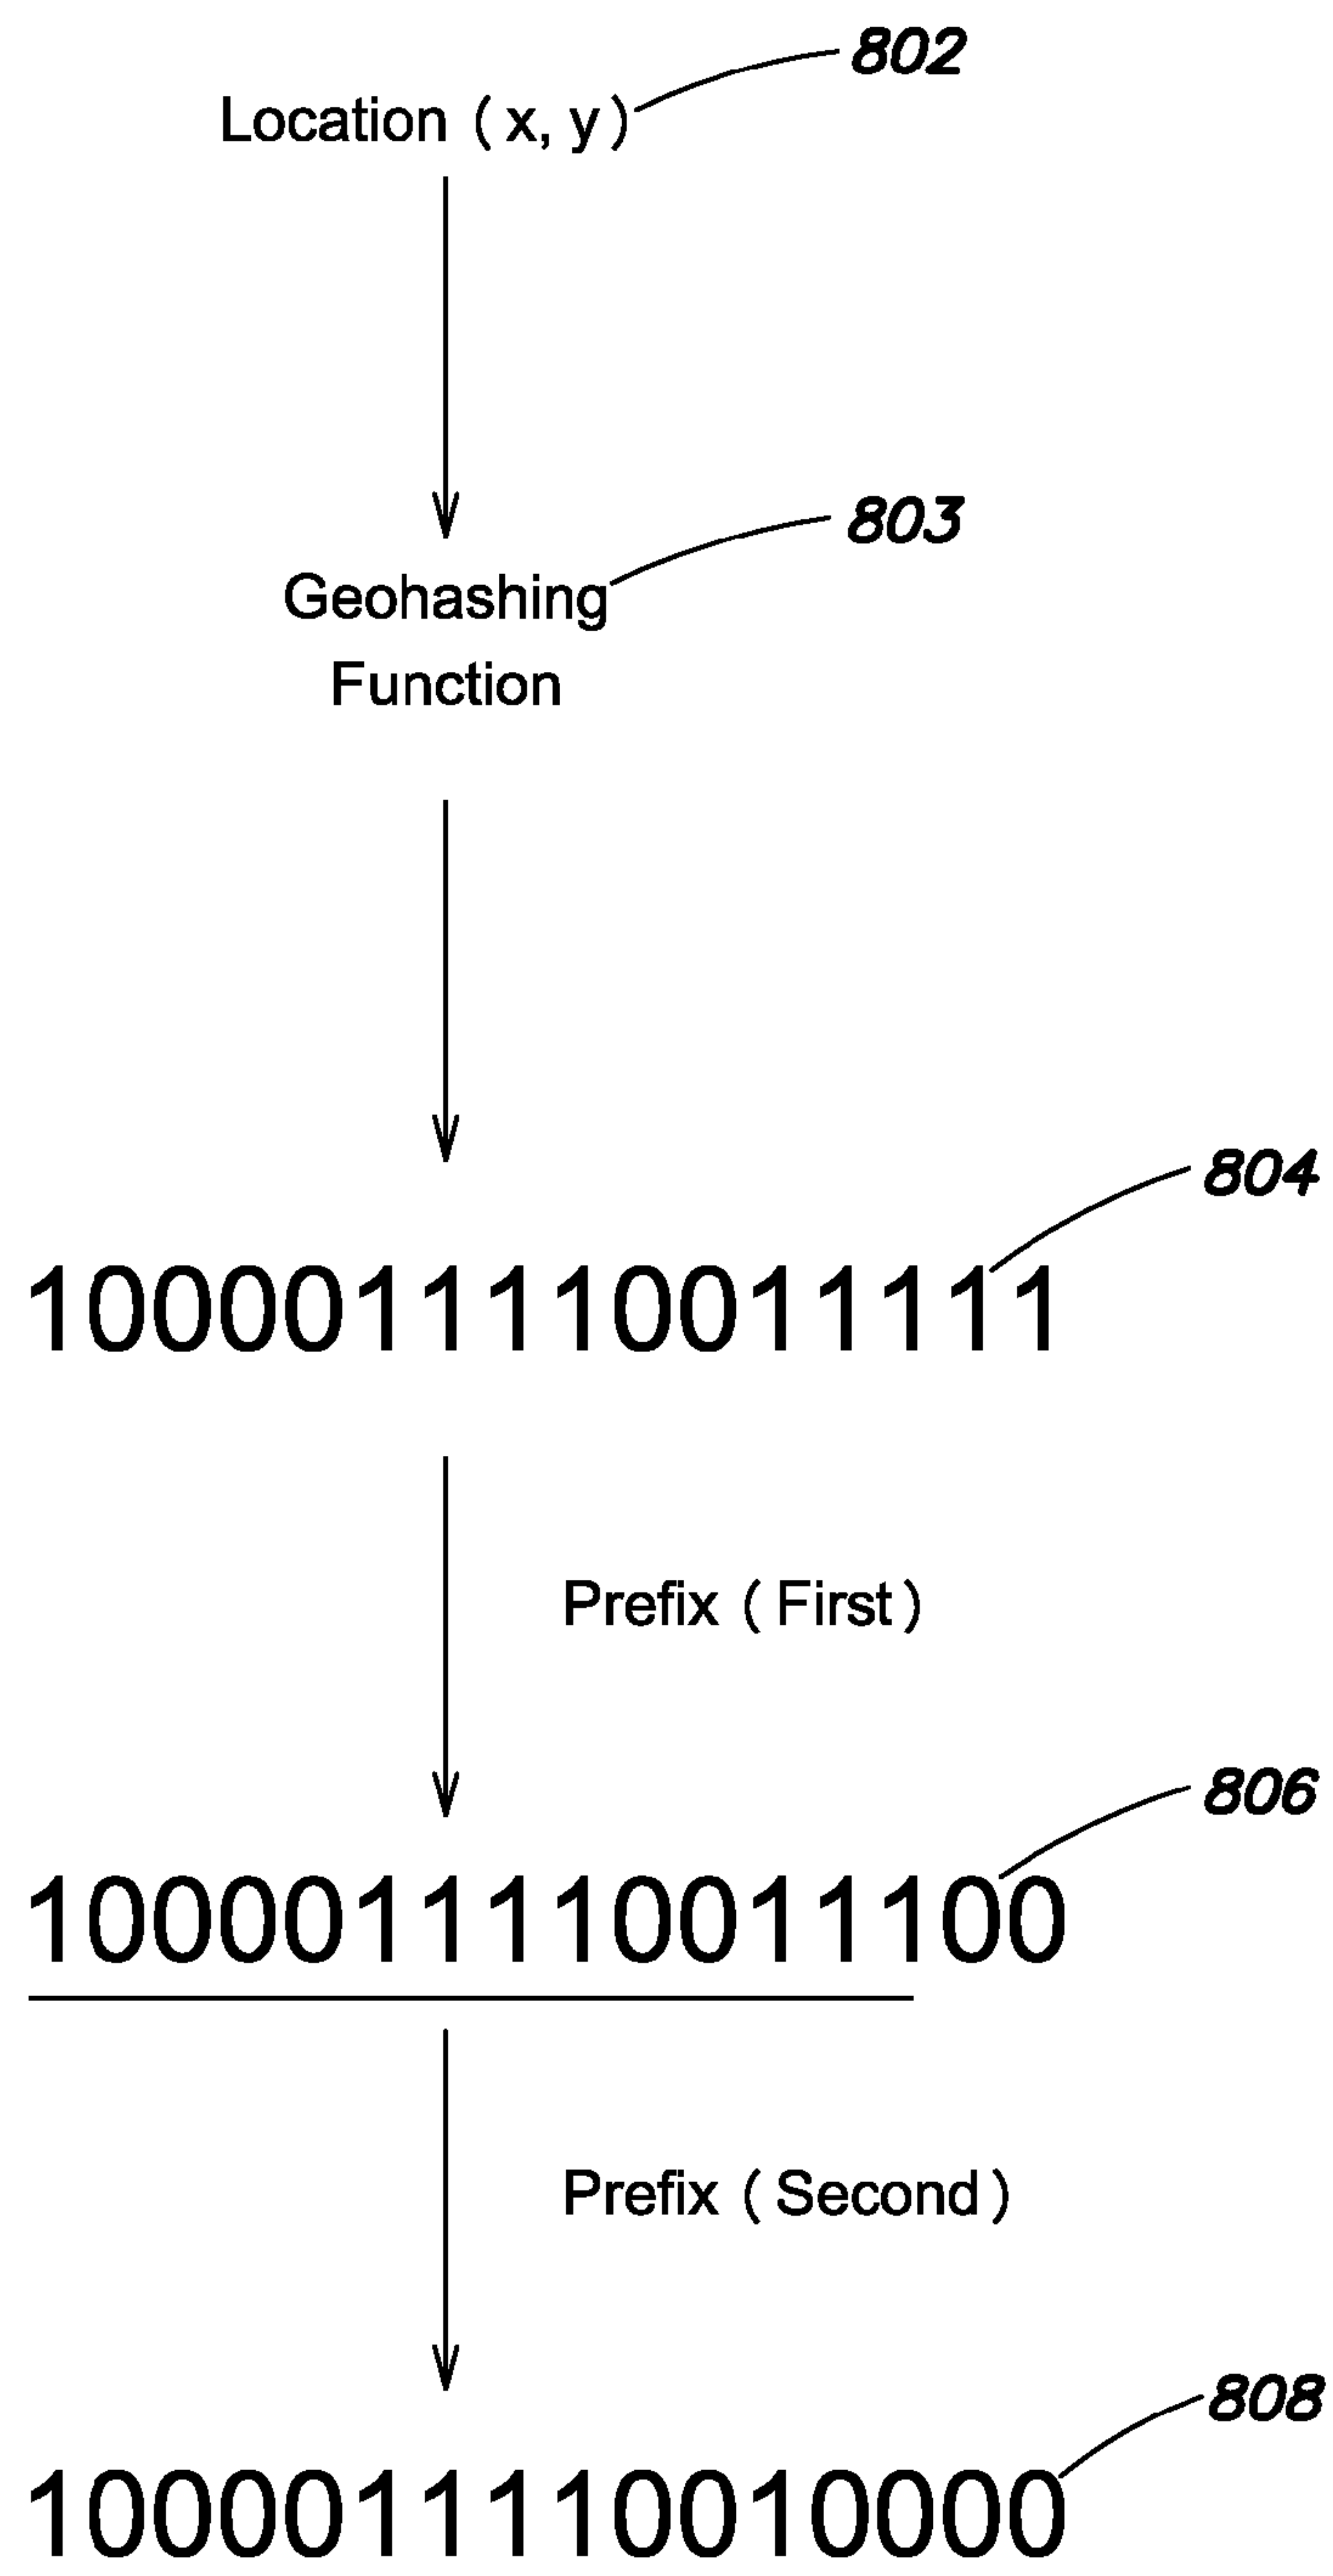 802
Location (x, y)
803
Geohashing
Function
804
1000011110011111
Prefix (First)
806
1000011110011100
Prefix (Second)
808
1000011110010000